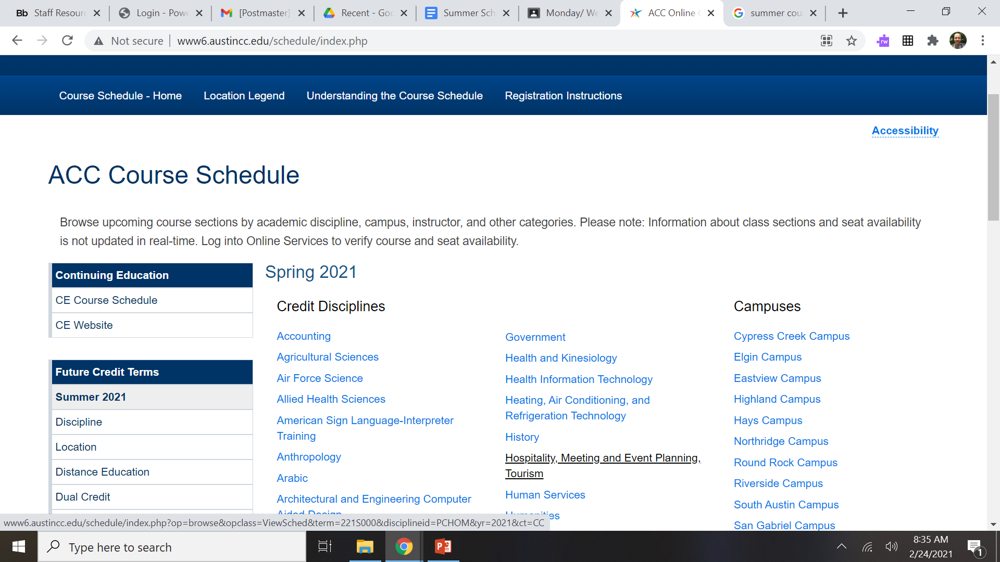 Bb Staff Resourc
Login - Powe
[Postmaster]
Recent - Goo
Summer Sch
Monday/ We
ACC Online C
summer cou
Not secure www6.austincc.edu/schedule/index.php
rw
Course Schedule - Home Location Legend Understanding the Course Schedule Registration Instructions
Accessibility
ACC Course Schedule
Browse upcoming course sections by academic discipline, campus, instructor, and other categories. Please note: Information about class sections and seat availability
is not updated in real-time. Log into Online Services to verify course and seat availability.
Continuing Education
CE Course Schedule
CE Website
Future Credit Terms
Summer 2021
Discipline
Location
Distance Education
Dual Credit
Spring 2021
Credit Disciplines
Accounting
Agricultural Sciences
Air Force Science
Allied Health Sciences
American Sign Language-Interpreter
Training
Anthropology
Arabic
Architectural and Engineering Computer
Aided Design
Government
Health and Kinesiology
Health Information Technology
Heating, Air Conditioning, and
Refrigeration Technology
History
Hospitality, Meeting and Event Planning,
Tourism
Human Services
Humanities
Campuses
Cypress Creek Campus
Elgin Campus
Eastview Campus
Highland Campus
Hays Campus
Northridge Campus
Round Rock Campus
Riverside Campus
South Austin Campus
San Gabriel Campus
www6.austincc.edu/schedule/index.php?op=browse&opclass=ViewSched&term=221S000&disciplineid=PCHOM&yr=2021&ct=CC
Type here to search
8:35 AM
2/24/2021
1